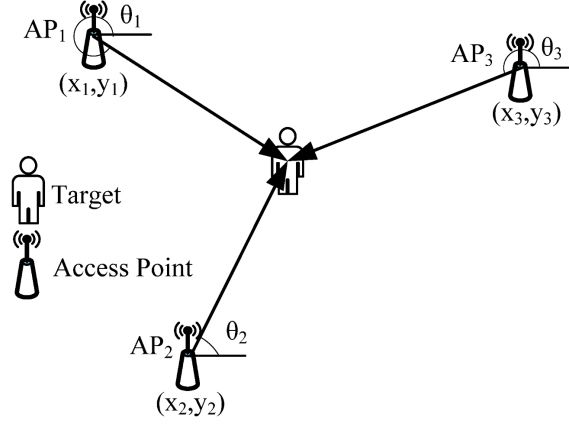 AP₁
θ₁
(x₁,y₁)
AP₃
θ₃
(x₃,y₃)
Target
Access Point
AP₂
θ₂
(x₂,y₂)